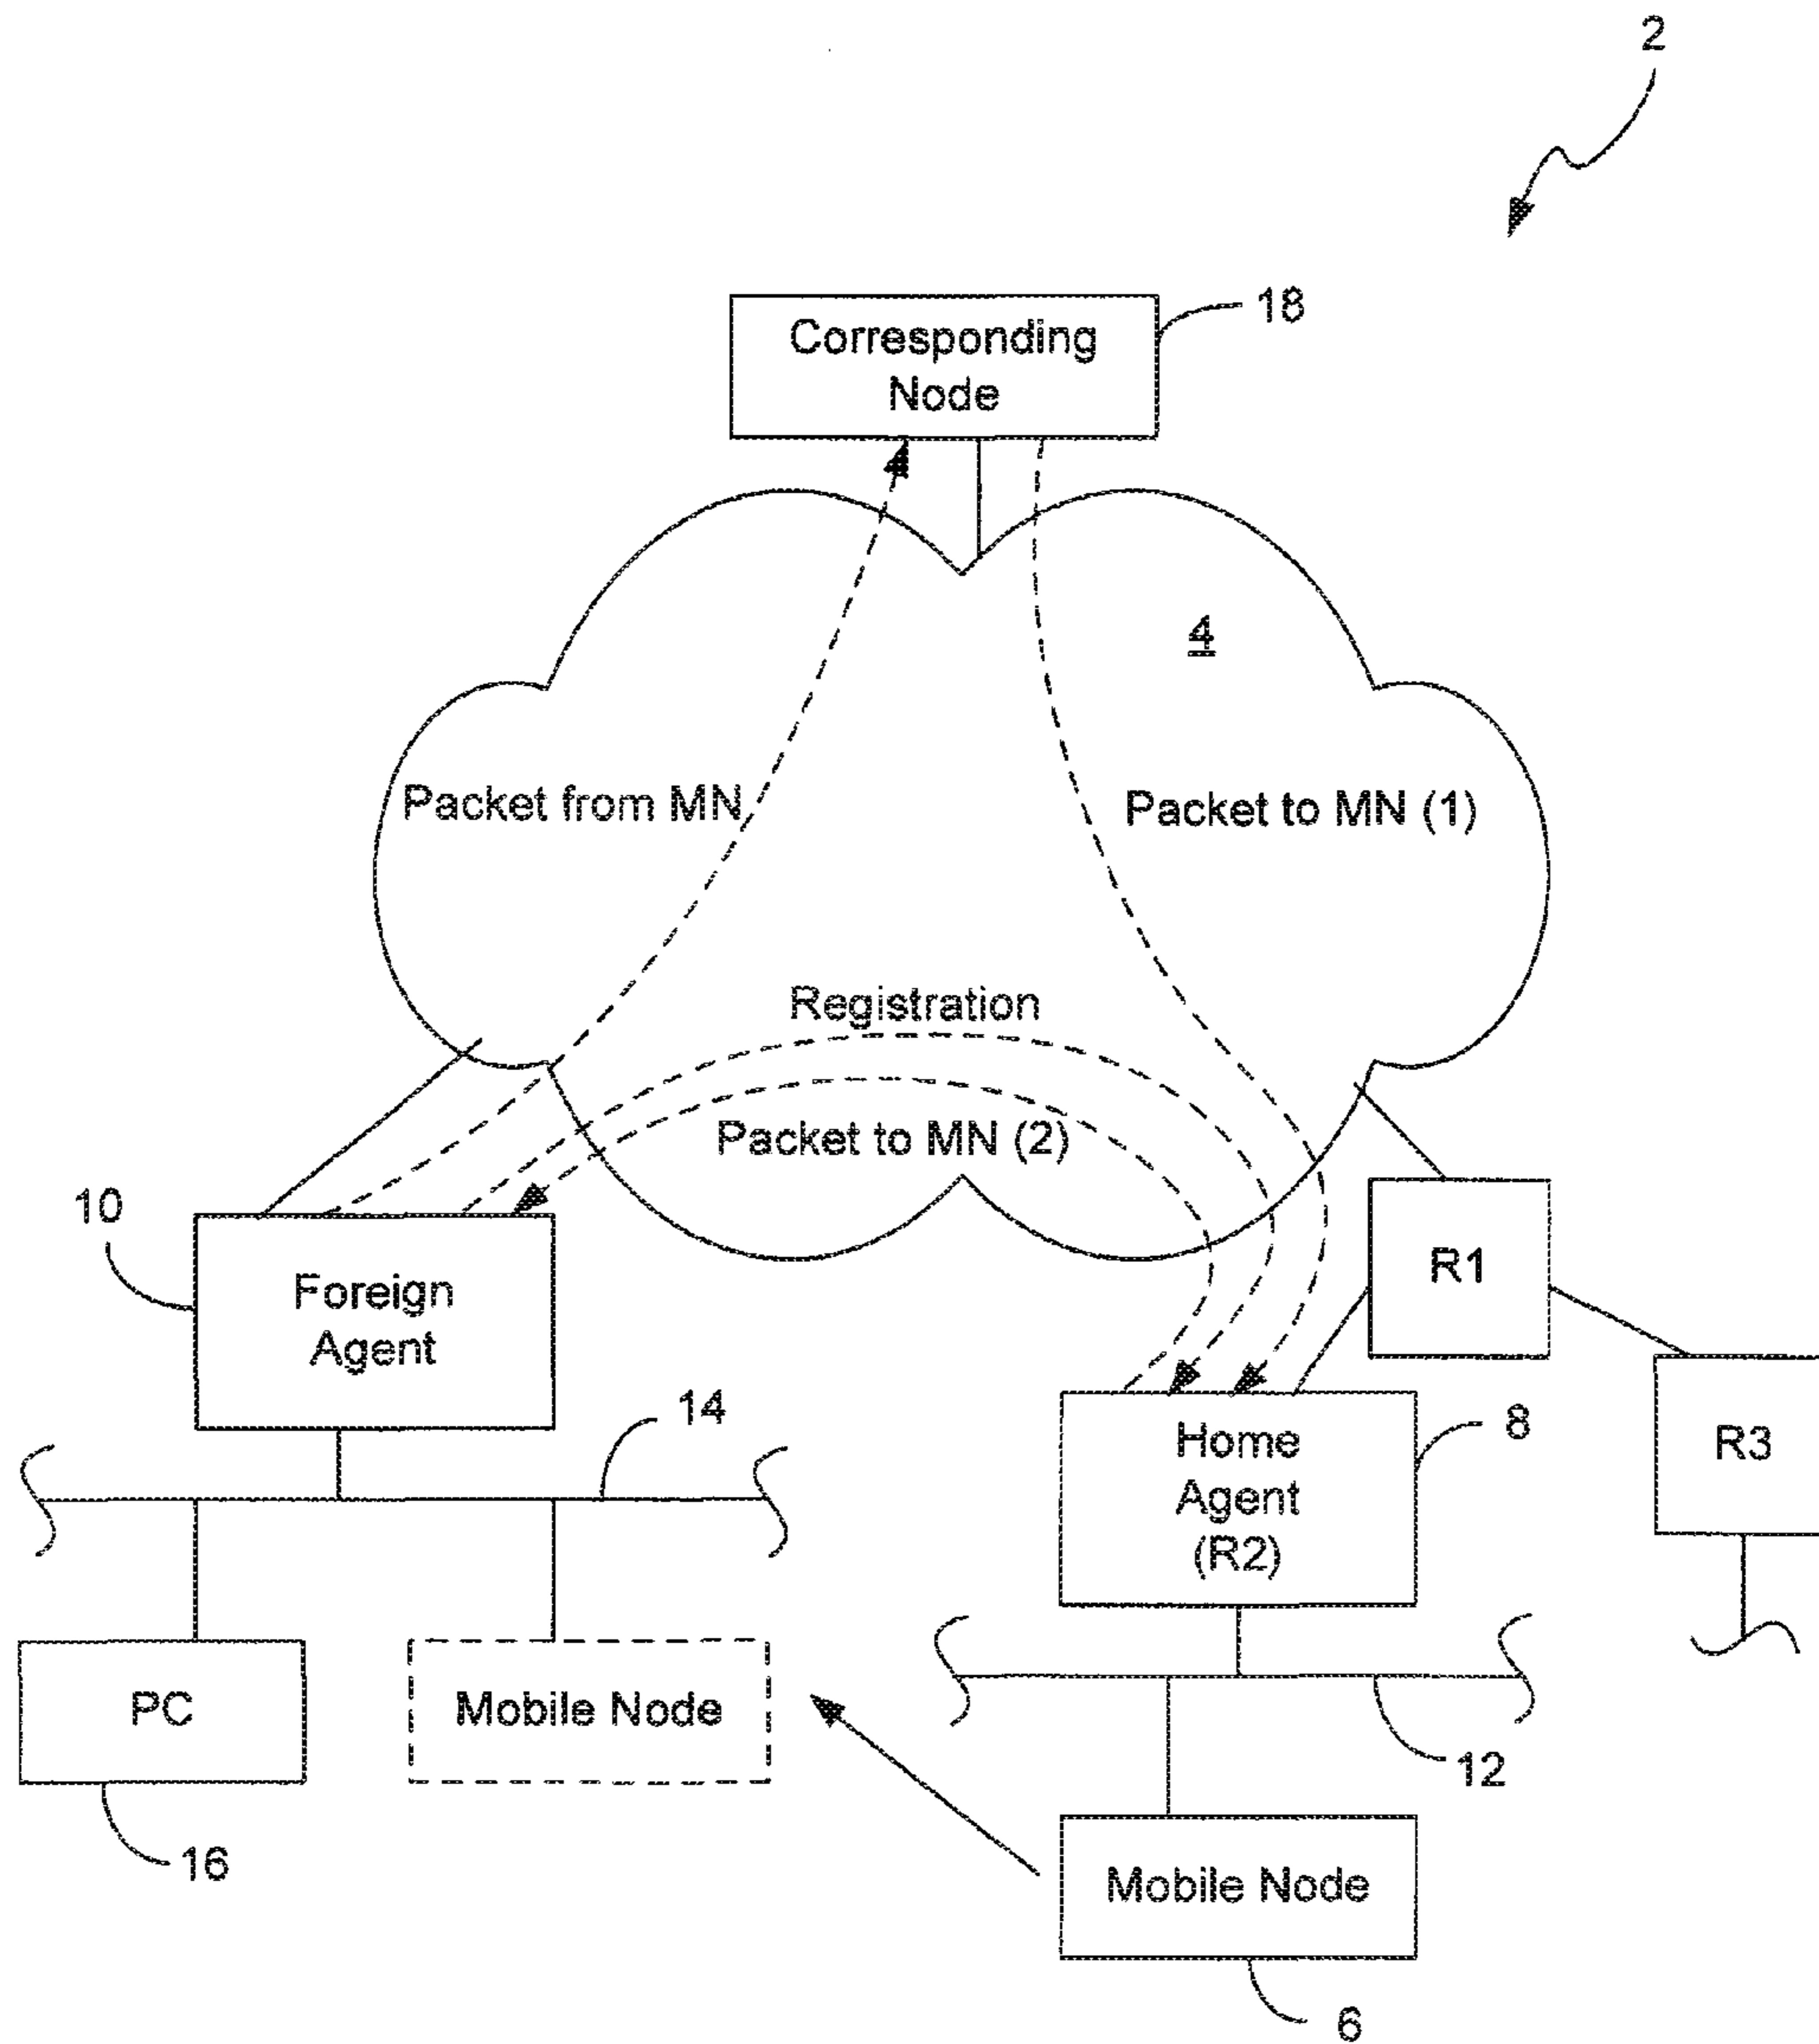 2
Corresponding
Node
18
4
Packet from MN
Packet to MN (1)
Registration
Packet to MN (2)
10
Foreign
Agent
R1
14
Home
Agent
(R2)
8
R3
PC
Mobile Node
12
16
Mobile Node
6